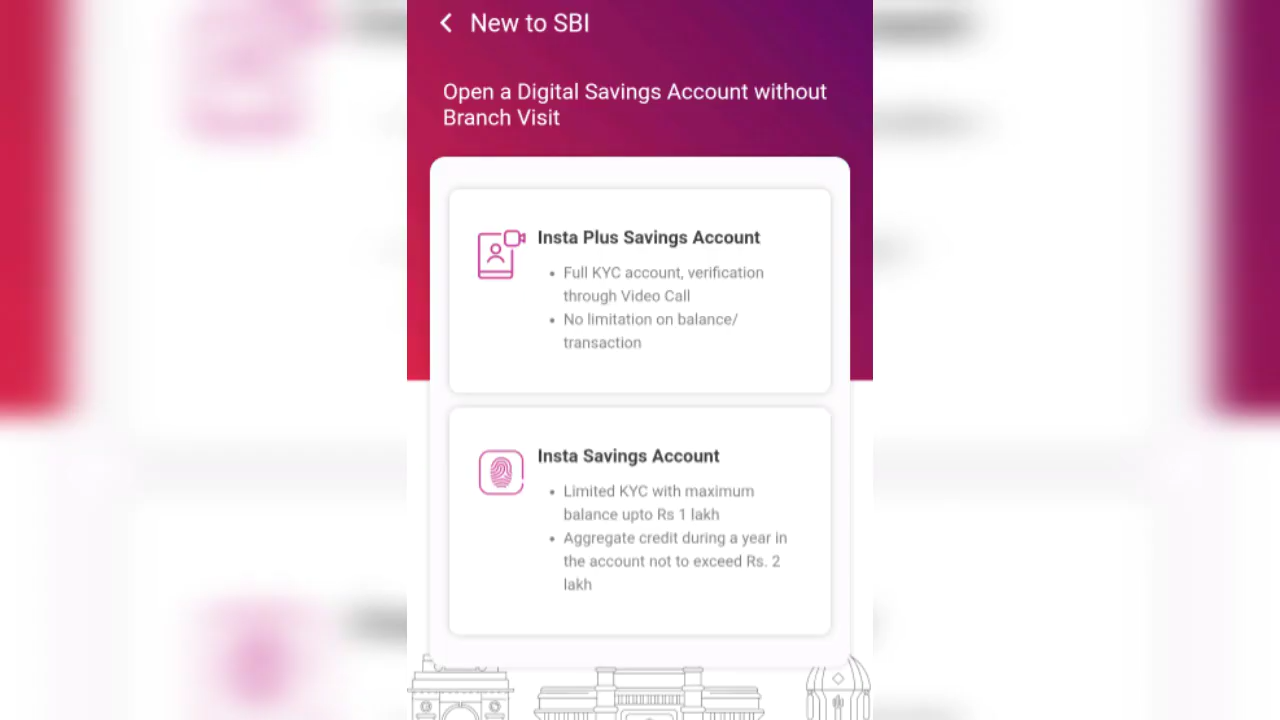 New to SBI
Open a Digital Savings Account without
Branch Visit
Insta Plus Savings Account
• Full KYC account, verification
through Video Call
• No limitation on balance/
transaction
Insta Savings Account
• Limited KYC with maximum
balance upto Rs 1 lakh
• Aggregate credit during a year in
the account not to exceed Rs. 2
lakh